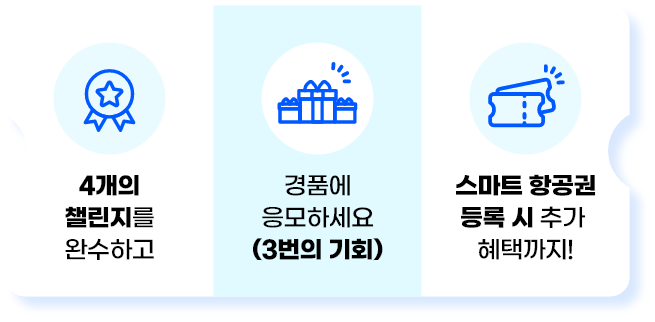 4개의
챌린지를
완수하고
경품에
응모하세요
(3번의 기회)
스마트 항공권
등록 시 추가
혜택까지!